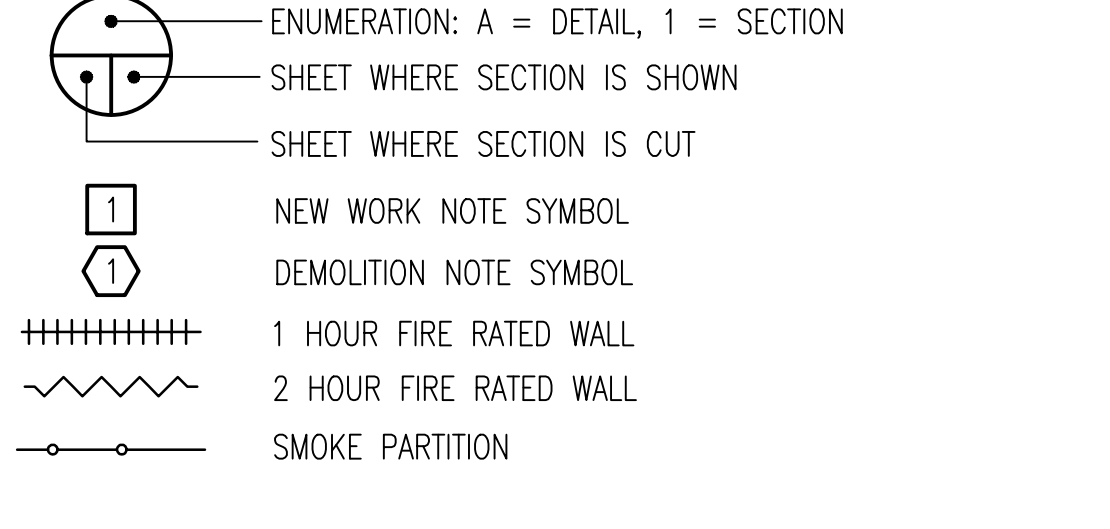 ENUMERATION: A = DETAIL, 1 = SECTION
SHEET WHERE SECTION IS SHOWN
SHEET WHERE SECTION IS CUT
1 NEW WORK NOTE SYMBOL
1 DEMOLITION NOTE SYMBOL
1 HOUR FIRE RATED WALL
2 HOUR FIRE RATED WALL
SMOKE PARTITION